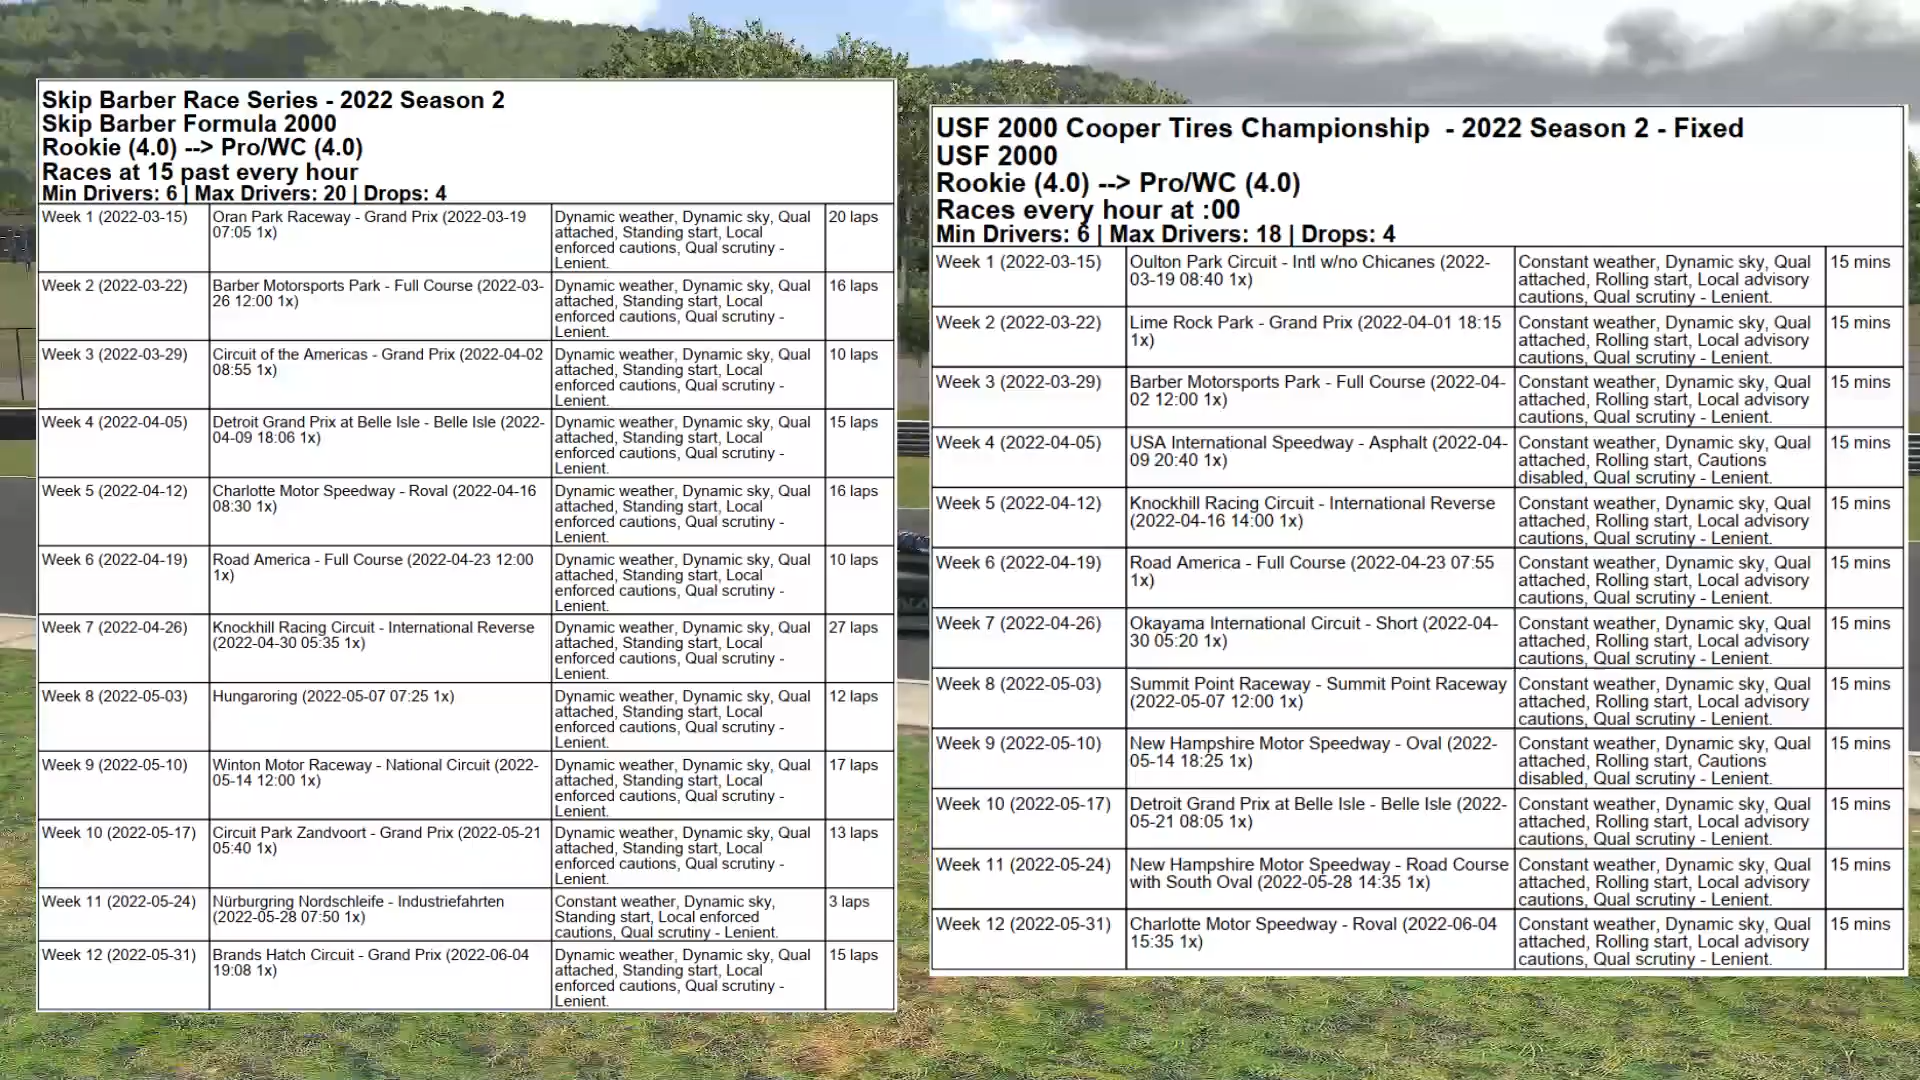 Skip Barber Race Series - 2022 Season 2
Skip Barber Formula 2000
Rookie (4.0) --> Pro/WC (4.0)
Races at 15 past every hour
Min Drivers: 6 | Max Drivers: 20 | Drops: 4
Week 1 (2022-03-15)
Oran Park Raceway - Grand Prix (2022-03-19
07:05 1x)
Dynamic weather, Dynamic sky, Qual
attached, Standing start, Local
enforced cautions, Qual scrutiny -
Lenient.
20 laps
Week 2 (2022-03-22)
Barber Motorsports Park - Full Course (2022-03-
26 12:00 1x)
Dynamic weather, Dynamic sky, Qual
attached, Standing start, Local
enforced cautions, Qual scrutiny -
Lenient.
16 laps
Week 3 (2022-03-29)
Circuit of the Americas - Grand Prix (2022-04-02
08:55 1x)
Dynamic weather, Dynamic sky, Qual
attached, Standing start, Local
enforced cautions, Qual scrutiny -
Lenient.
10 laps
Week 4 (2022-04-05)
Detroit Grand Prix at Belle Isle - Belle Isle (2022-
04-09 18:06 1x)
Dynamic weather, Dynamic sky, Qual
attached, Standing start, Local
enforced cautions, Qual scrutiny -
Lenient.
15 laps
Week 5 (2022-04-12)
Charlotte Motor Speedway - Roval (2022-04-16
08:30 1x)
Dynamic weather, Dynamic sky, Qual
attached, Standing start, Local
enforced cautions, Qual scrutiny -
Lenient.
16 laps
Week 6 (2022-04-19)
Road America - Full Course (2022-04-23 12:00
1x)
Dynamic weather, Dynamic sky, Qual
attached, Standing start, Local
enforced cautions, Qual scrutiny -
Lenient.
10 laps
Week 7 (2022-04-26)
Knockhill Racing Circuit - International Reverse
(2022-04-30 05:35 1x)
Dynamic weather, Dynamic sky, Qual
attached, Standing start, Local
enforced cautions, Qual scrutiny -
Lenient.
27 laps
Week 8 (2022-05-03)
Hungaroring (2022-05-07 07:25 1x)
Dynamic weather, Dynamic sky, Qual
attached, Standing start, Local
enforced cautions, Qual scrutiny -
Lenient.
12 laps
Week 9 (2022-05-10)
Winton Motor Raceway - National Circuit (2022-
05-14 12:00 1x)
Dynamic weather, Dynamic sky, Qual
attached, Standing start, Local
enforced cautions, Qual scrutiny -
Lenient.
17 laps
Week 10 (2022-05-17)
Circuit Park Zandvoort - Grand Prix (2022-05-21
05:40 1x)
Dynamic weather, Dynamic sky, Qual
attached, Standing start, Local
enforced cautions, Qual scrutiny -
Lenient.
13 laps
Week 11 (2022-05-24)
Nürburgring Nordschleife - Industriefahrten
(2022-05-28 07:50 1x)
Constant weather, Dynamic sky,
Standing start, Local enforced
cautions, Qual scrutiny - Lenient.
3 laps
Week 12 (2022-05-31)
Brands Hatch Circuit - Grand Prix (2022-06-04
19:08 1x)
Dynamic weather, Dynamic sky, Qual
attached, Standing start, Local
enforced cautions, Qual scrutiny -
Lenient.
15 laps
USF 2000 Cooper Tires Championship - 2022 Season 2 - Fixed
USF 2000
Rookie (4.0) --> Pro/WC (4.0)
Races every hour at :00
Min Drivers: 6 | Max Drivers: 18 | Drops: 4
Week 1 (2022-03-15)
Oulton Park Circuit - Intl w/no Chicanes (2022-
03-19 08:40 1x)
Constant weather, Dynamic sky, Qual
attached, Rolling start, Local advisory
cautions, Qual scrutiny - Lenient.
15 mins
Week 2 (2022-03-22)
Lime Rock Park - Grand Prix (2022-04-01 18:15
1x)
Constant weather, Dynamic sky, Qual
attached, Rolling start, Local advisory
cautions, Qual scrutiny - Lenient.
15 mins
Week 3 (2022-03-29)
Barber Motorsports Park - Full Course (2022-04-
02 12:00 1x)
Constant weather, Dynamic sky, Qual
attached, Rolling start, Local advisory
cautions, Qual scrutiny - Lenient.
15 mins
Week 4 (2022-04-05)
USA International Speedway - Asphalt (2022-04-
09 20:40 1x)
Constant weather, Dynamic sky, Qual
attached, Rolling start, Cautions
disabled, Qual scrutiny - Lenient.
15 mins
Week 5 (2022-04-12)
Knockhill Racing Circuit - International Reverse
(2022-04-16 14:00 1x)
Constant weather, Dynamic sky, Qual
attached, Rolling start, Local advisory
cautions, Qual scrutiny - Lenient.
15 mins
Week 6 (2022-04-19)
Road America - Full Course (2022-04-23 07:55
1x)
Constant weather, Dynamic sky, Qual
attached, Rolling start, Local advisory
cautions, Qual scrutiny - Lenient.
15 mins
Week 7 (2022-04-26)
Okayama International Circuit - Short (2022-04-
30 05:20 1x)
Constant weather, Dynamic sky, Qual
attached, Rolling start, Local advisory
cautions, Qual scrutiny - Lenient.
15 mins
Week 8 (2022-05-03)
Summit Point Raceway - Summit Point Raceway
(2022-05-07 12:00 1x)
Constant weather, Dynamic sky, Qual
attached, Rolling start, Local advisory
cautions, Qual scrutiny - Lenient.
15 mins
Week 9 (2022-05-10)
New Hampshire Motor Speedway - Oval (2022-
05-14 18:25 1x)
Constant weather, Dynamic sky, Qual
attached, Rolling start, Cautions
disabled, Qual scrutiny - Lenient.
15 mins
Week 10 (2022-05-17)
Detroit Grand Prix at Belle Isle - Belle Isle (2022-
05-21 08:05 1x)
Constant weather, Dynamic sky, Qual
attached, Rolling start, Local advisory
cautions, Qual scrutiny - Lenient.
15 mins
Week 11 (2022-05-24)
New Hampshire Motor Speedway - Road Course
with South Oval (2022-05-28 14:35 1x)
Constant weather, Dynamic sky, Qual
attached, Rolling start, Local advisory
cautions, Qual scrutiny - Lenient.
15 mins
Week 12 (2022-05-31)
Charlotte Motor Speedway - Roval (2022-06-04
15:35 1x)
Constant weather, Dynamic sky, Qual
attached, Rolling start, Local advisory
cautions, Qual scrutiny - Lenient.
15 mins